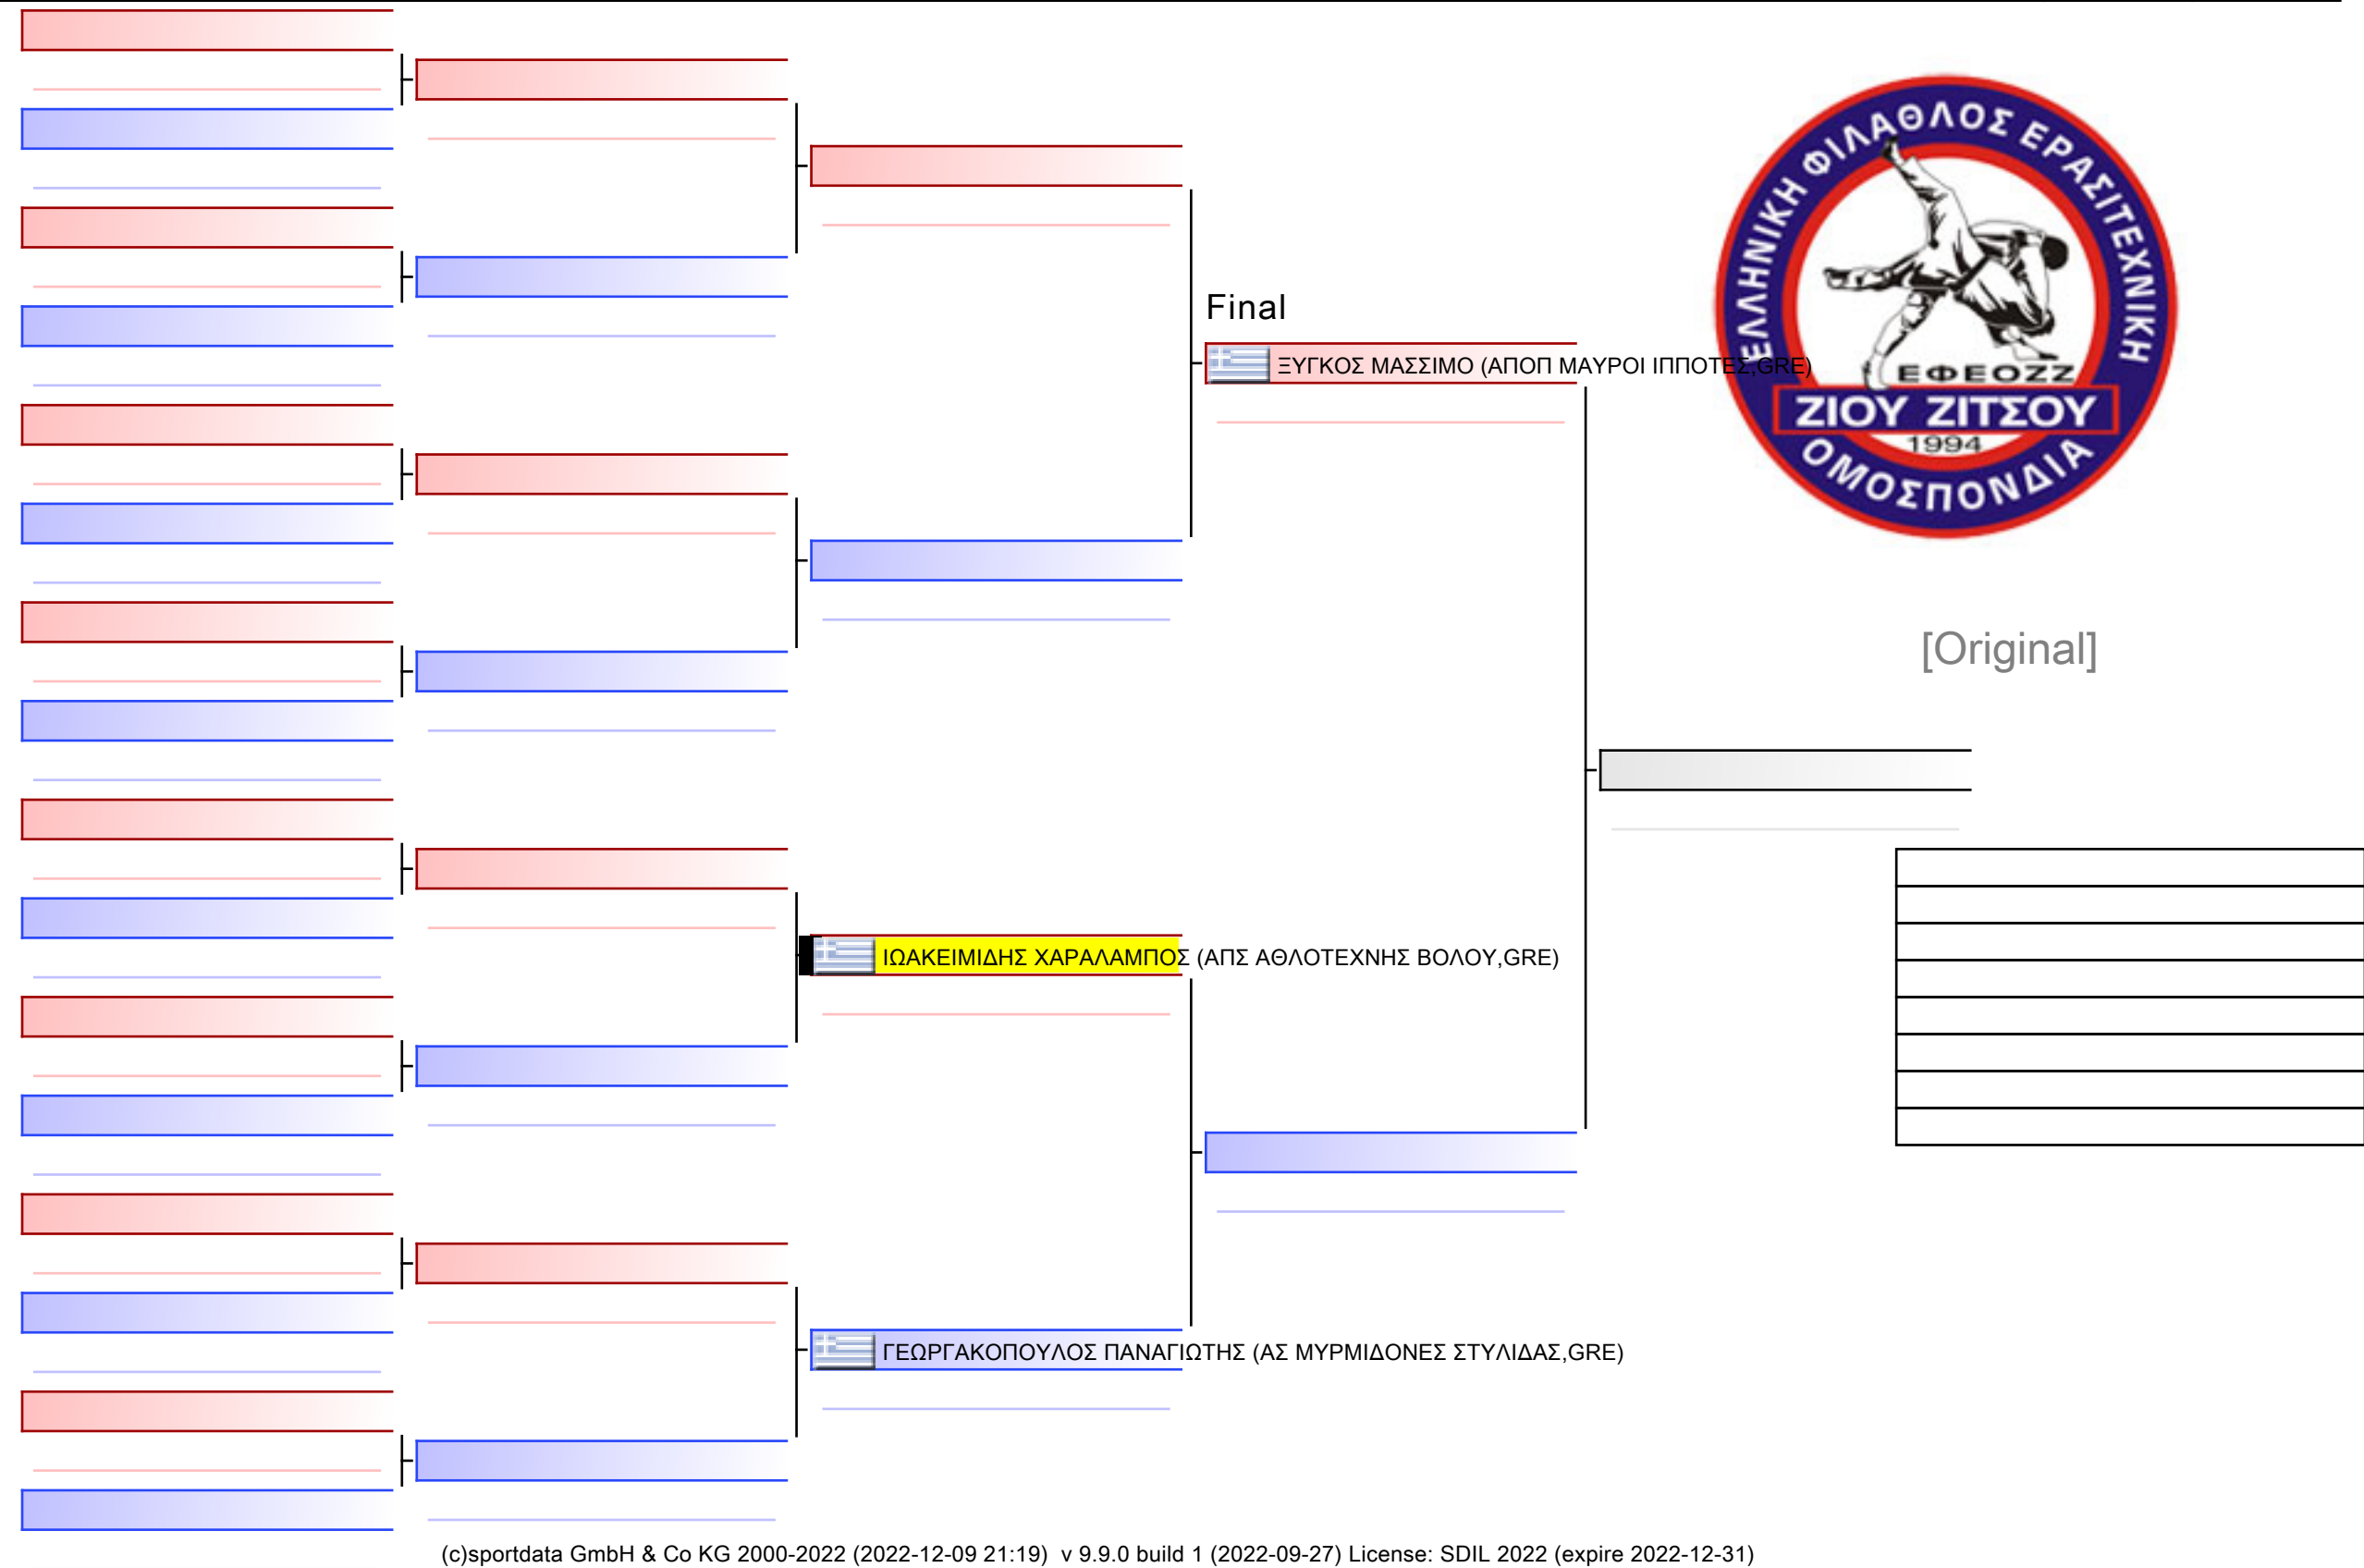 ΕΛΛΗΝΙΚΗ ΦΙΛΑΘΛΟΣ ΕΡΑΣΙΤΕΧΝΙΚΗ
Final
ΞΥΓΚΟΣ ΜΑΣΣΙΜΟ (ΑΠΟΠ ΜΑΥΡΟΙ ΙΠΠΟΤΕΣ,GRE)
ΕΦΕΟΖΖ
ΖΙΟΥ ΖΙΤΣΟΥ
1994
ΟΜΟΣΠΟΝΔΙΑ
[Original]
ΙΩΑΚΕΙΜΙΔΗΣ ΧΑΡΑΛΑΜΠΟΣ (ΑΠΣ ΑΘΛΟΤΕΧΝΗΣ ΒΟΛΟΥ,GRE)
ΓΕΩΡΓΑΚΟΠΟΥΛΟΣ ΠΑΝΑΓΙΩΤΗΣ (ΑΣ ΜΥΡΜΙΔΟΝΕΣ ΣΤΥΛΙΔΑΣ,GRE)
(c)sportdata GmbH & Co KG 2000-2022 (2022-12-09 21:19) v 9.9.0 build 1 (2022-09-27) License: SDIL 2022 (expire 2022-12-31)